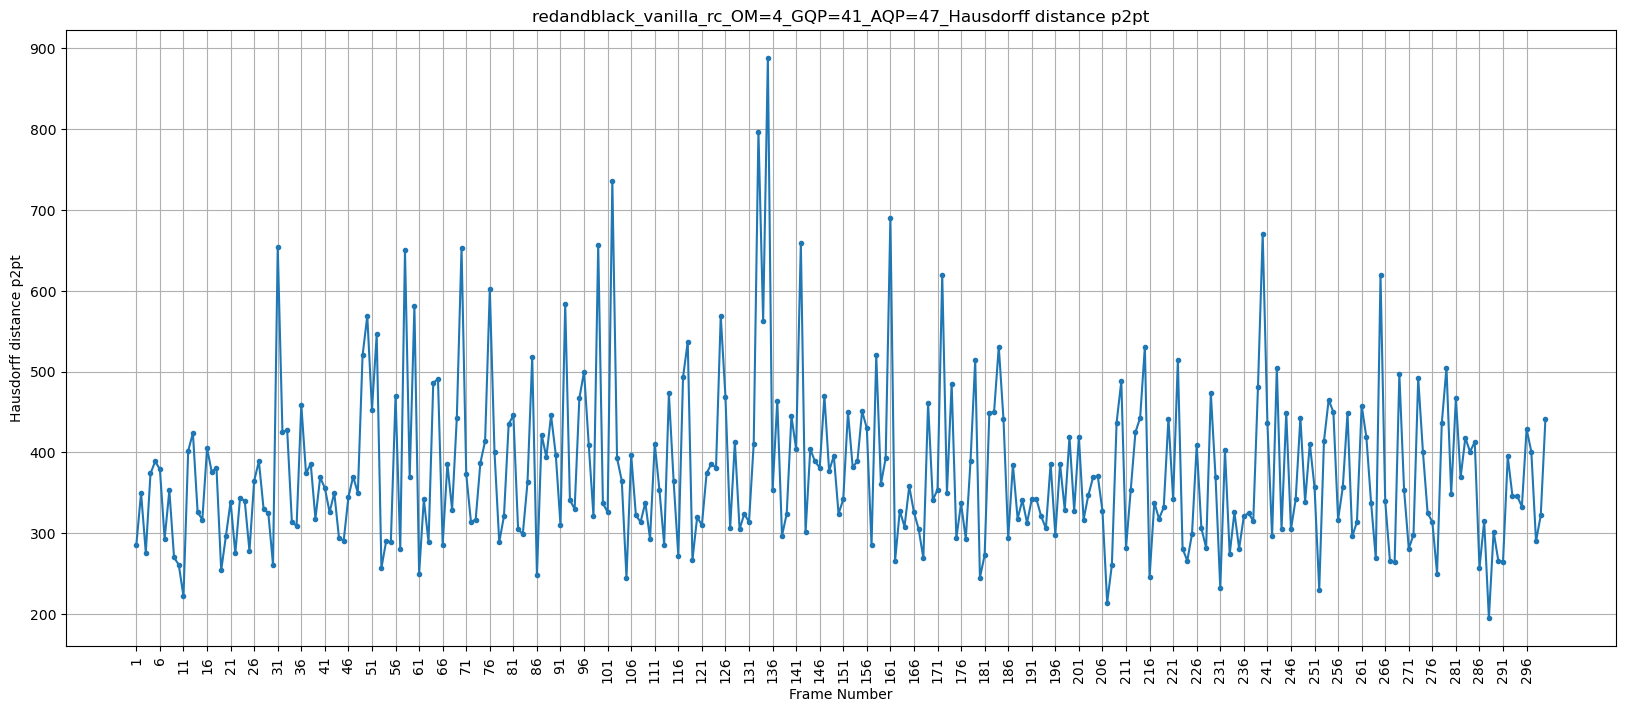 redandblack_vanilla_rc_OM=4_GQP=41_AQP=47_Hausdorff distance p2pt
Hausdorff distance p2pt
900
800
700
600
500
400
300
200
1 6 11 16 21 26 31 36 41 46 51 56 61 66 71 76 81 86 91 96 101 106 111 116 121 126 131 136 141 146 151 156 161 166 171 176 181 186 191 196 201 206 211 216 221 226 231 236 241 246 251 256 261 266 271 276 281 286 291 296
Frame Number